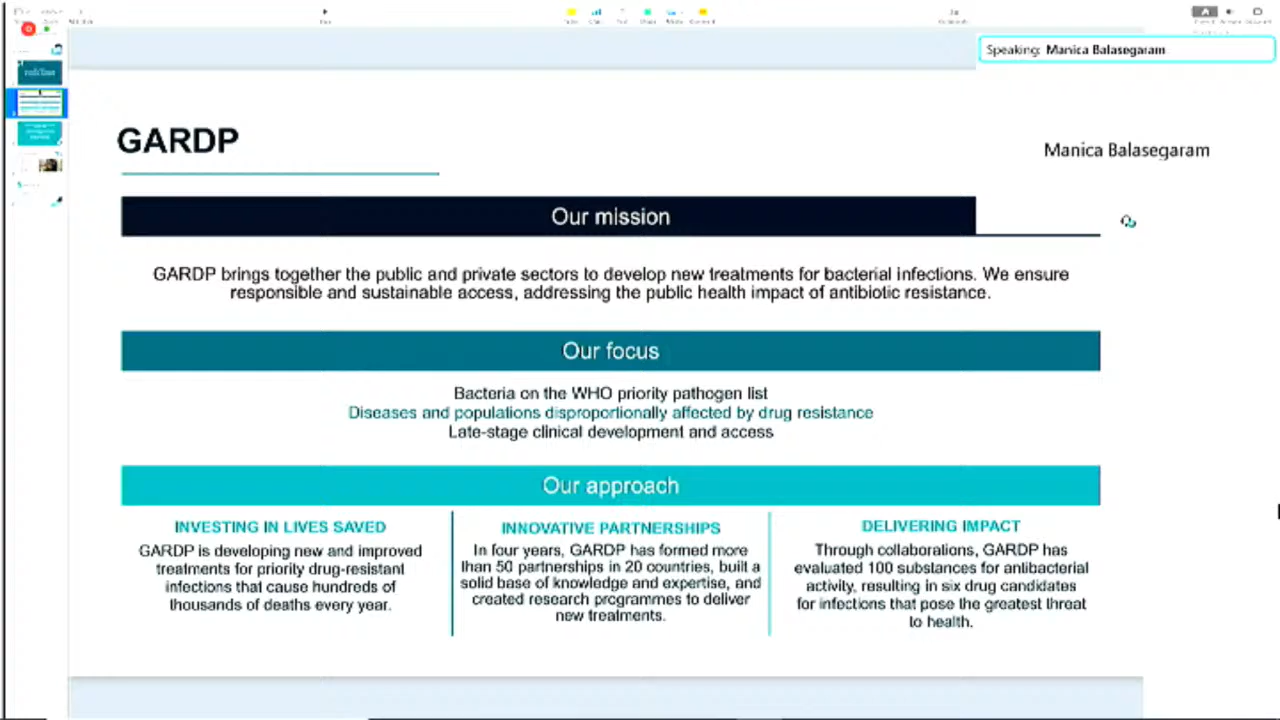 Speaking: Manica Balasegaram
GARDP
Manica Balasegaram
Our mission
GARDP brings together the public and private sectors to develop new treatments for bacterial infections. We ensure
responsible and sustainable access, addressing the public health impact of antibiotic resistance.
Our focus
Bacteria on the WHO priority pathogen list
Diseases and populations disproportionally affected by drug resistance
Late-stage clinical development and access
Our approach
INVESTING IN LIVES SAVED
GARDP is developing new and improved
treatments for priority drug-resistant
infections that cause hundreds of
thousands of deaths every year.
INNOVATIVE PARTNERSHIPS
In four years, GARDP has formed more
than 50 partnerships in 20 countries, built a
solid base of knowledge and expertise, and
created research programmes to deliver
new treatments.
DELIVERING IMPACT
Through collaborations, GARDP has
evaluated 100 substances for antibacterial
activity, resulting in six drug candidates
for infections that pose the greatest threat
to health.